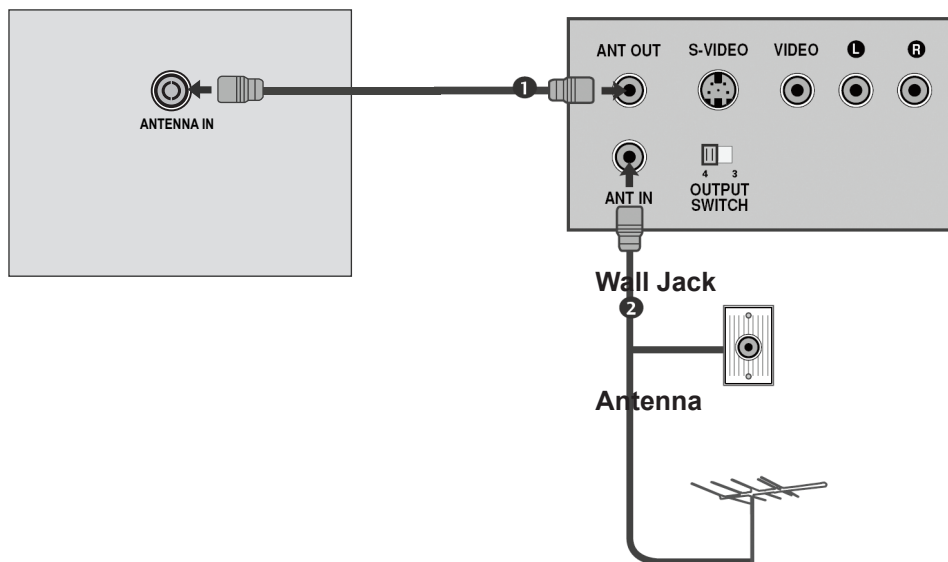 ANT OUT S-VIDEO VIDEO L R
ANTENNA IN
1
4 3
ANT IN
OUTPUT
SWITCH
Wall Jack
2
Antenna